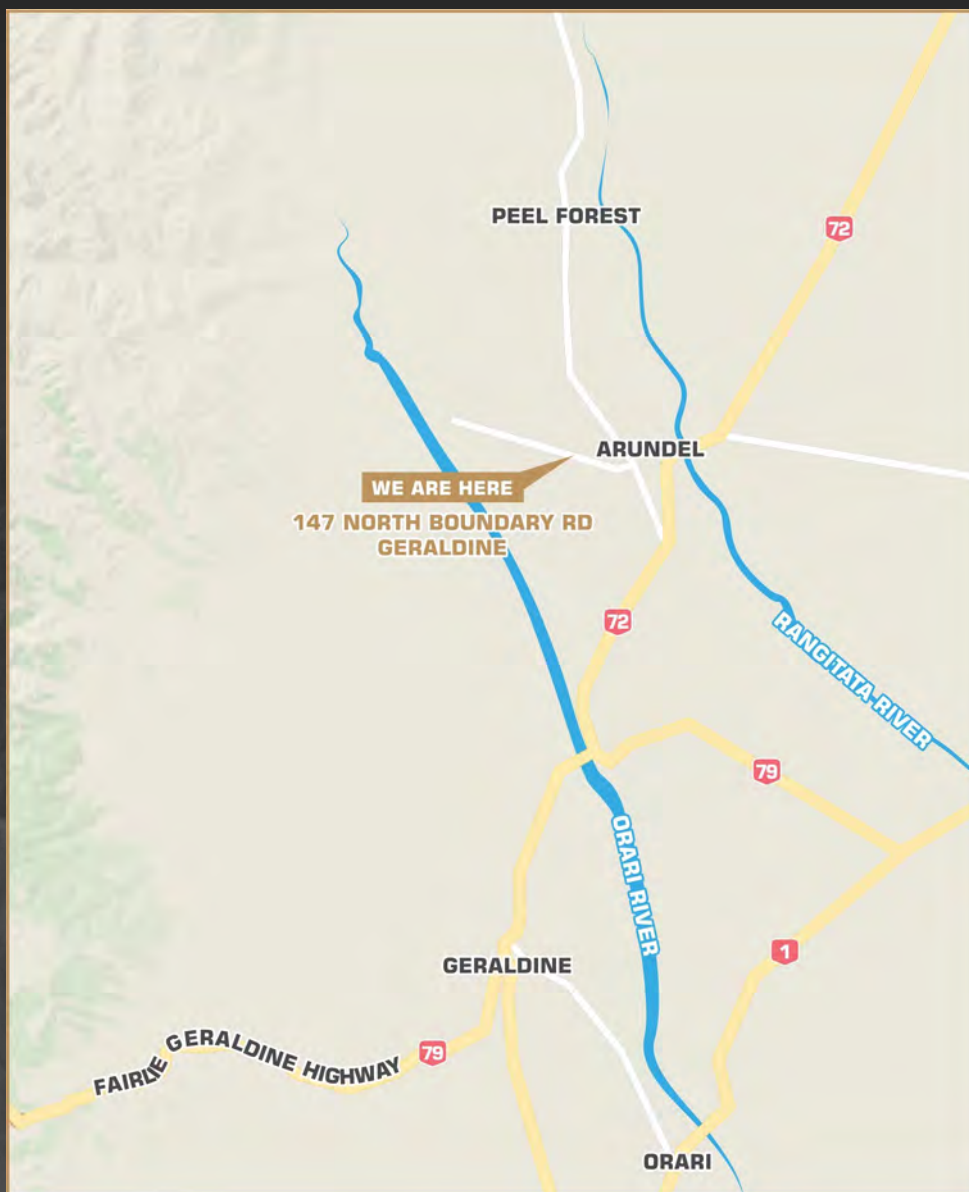 PEEL FOREST
72
ARUNDEL
WE ARE HERE
147 NORTH BOUNDARY RD
GERALDINE
72
RANGITATA RIVER
79
ORARI RIVER
1
GERALDINE
FAIRLIE GERALDINE HIGHWAY
79
ORARI